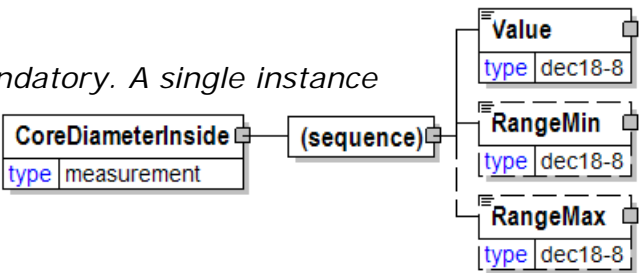 Value
type dec18-8
ndatory. A single instance
CoreDiameterInside
type measurement
(sequence)
RangeMin
type dec18-8
RangeMax
type dec18-8